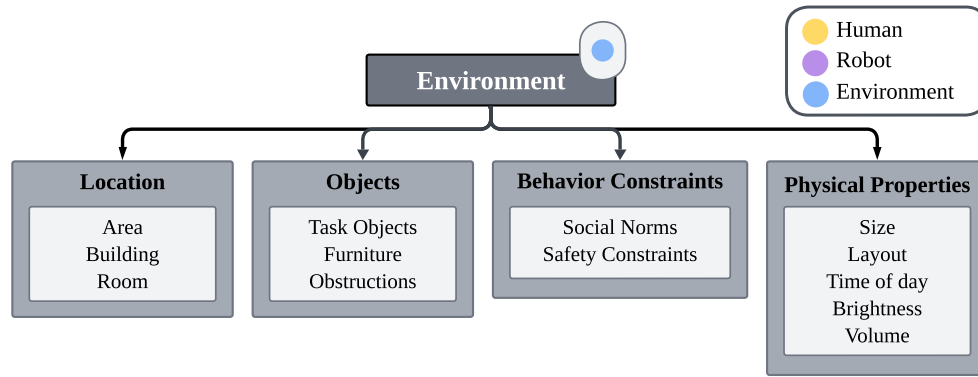 Human
Robot
Environment
Environment
Location
Area
Building
Room
Objects
Task Objects
Furniture
Obstructions
Behavior Constraints
Social Norms
Safety Constraints
Physical Properties
Size
Layout
Time of day
Brightness
Volume